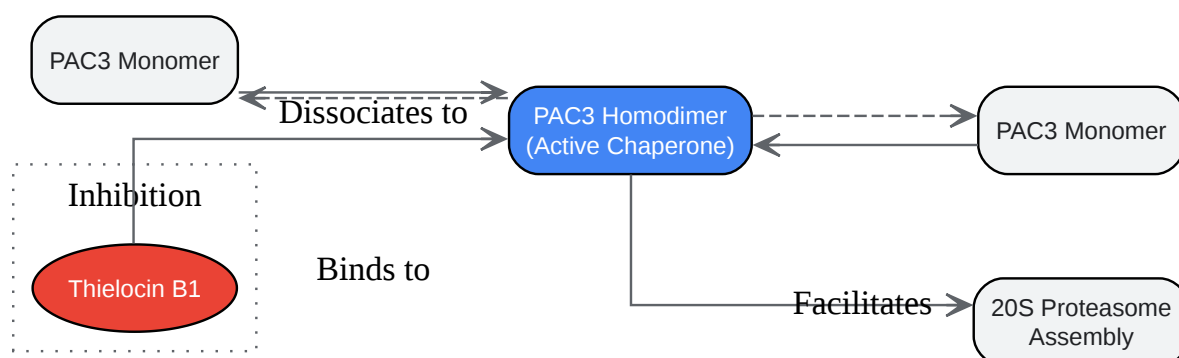 PAC3 Monomer
Dissociates to
PAC3 Homodimer
(Active Chaperone)
PAC3 Monomer
Inhibition
Thielocin B1
Binds to
Facilitates
20S Proteasome
Assembly